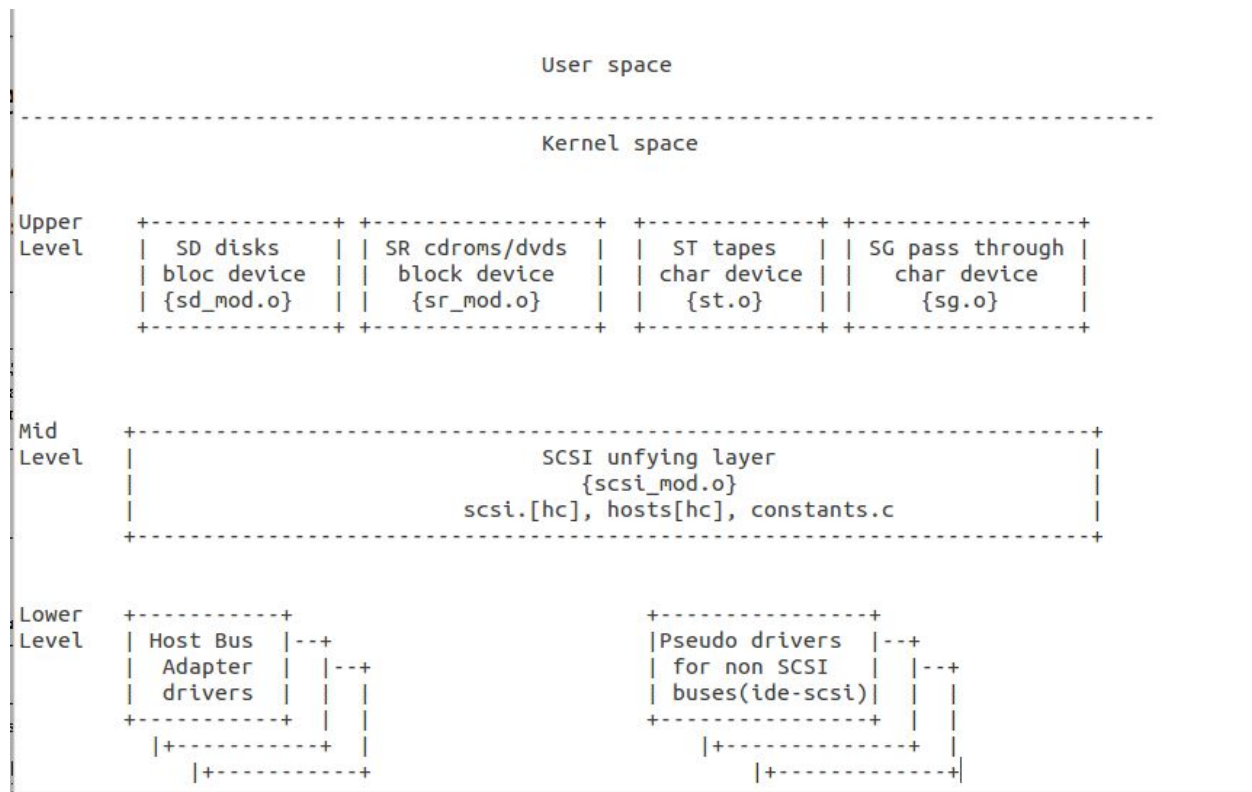 User space
Kernel space
Upper
Level
SD disks
bloc device
{sd_mod.o}
SR cdroms/dvds
block device
{sr_mod.o}
ST tapes
char device
{st.o}
SG pass through
char device
{sg.o}
Mid
Level
SCSI unfying layer
{scsi_mod.o}
scsi.[hc], hosts[hc], constants.c
Lower
Level
Host Bus
Adapter
drivers
Pseudo drivers
for non SCSI
buses(ide-scsi)